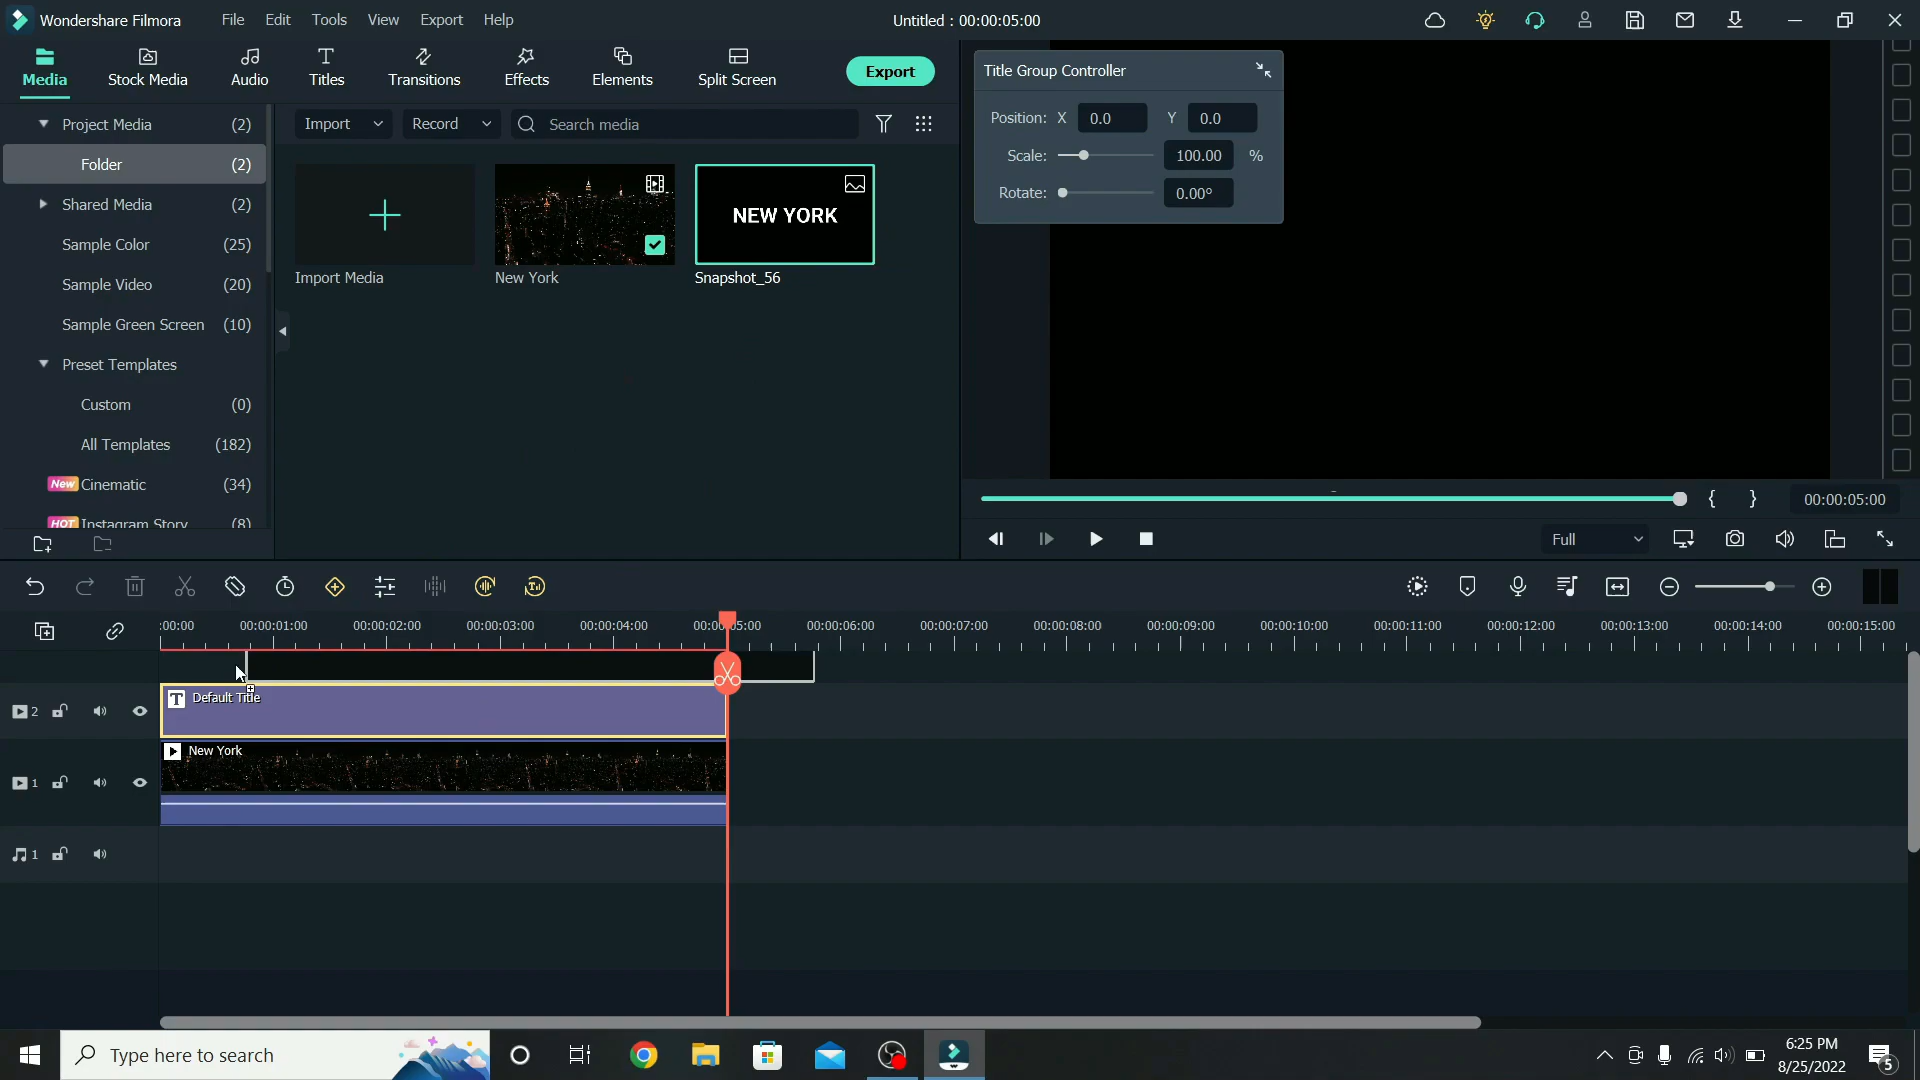 Wondershare Filmora
File
Edit
Tools
View
Export
Help
Untitled : 00:00:05:00
Media
Stock Media
Audio
Titles
Transitions
Effects
Elements
Split Screen
Export
Project Media (2)
Folder (2)
Shared Media (2)
Sample Color (25)
Sample Video (20)
Sample Green Screen (10)
Preset Templates
Custom (0)
All Templates (182)
New Cinematic (34)
HOT Instagram Story (8)
Import
Record
Search media
NEW YORK
Import Media
New York
Snapshot_56
Title Group Controller
Position: X 0.0 Y 0.0
Scale: 100.00 %
Rotate: 0.00°
{ }
00:00:05:00
Full
:00:00 00:00:01:00 00:00:02:00 00:00:03:00 00:00:04:00 00:00:05:00 00:00:06:00 00:00:07:00 00:00:08:00 00:00:09:00 00:00:10:00 00:00:11:00 00:00:12:00 00:00:13:00 00:00:14:00 00:00:15:00
2
T Default Title
1
New York
1
Type here to search
6:25 PM
8/25/2022
5